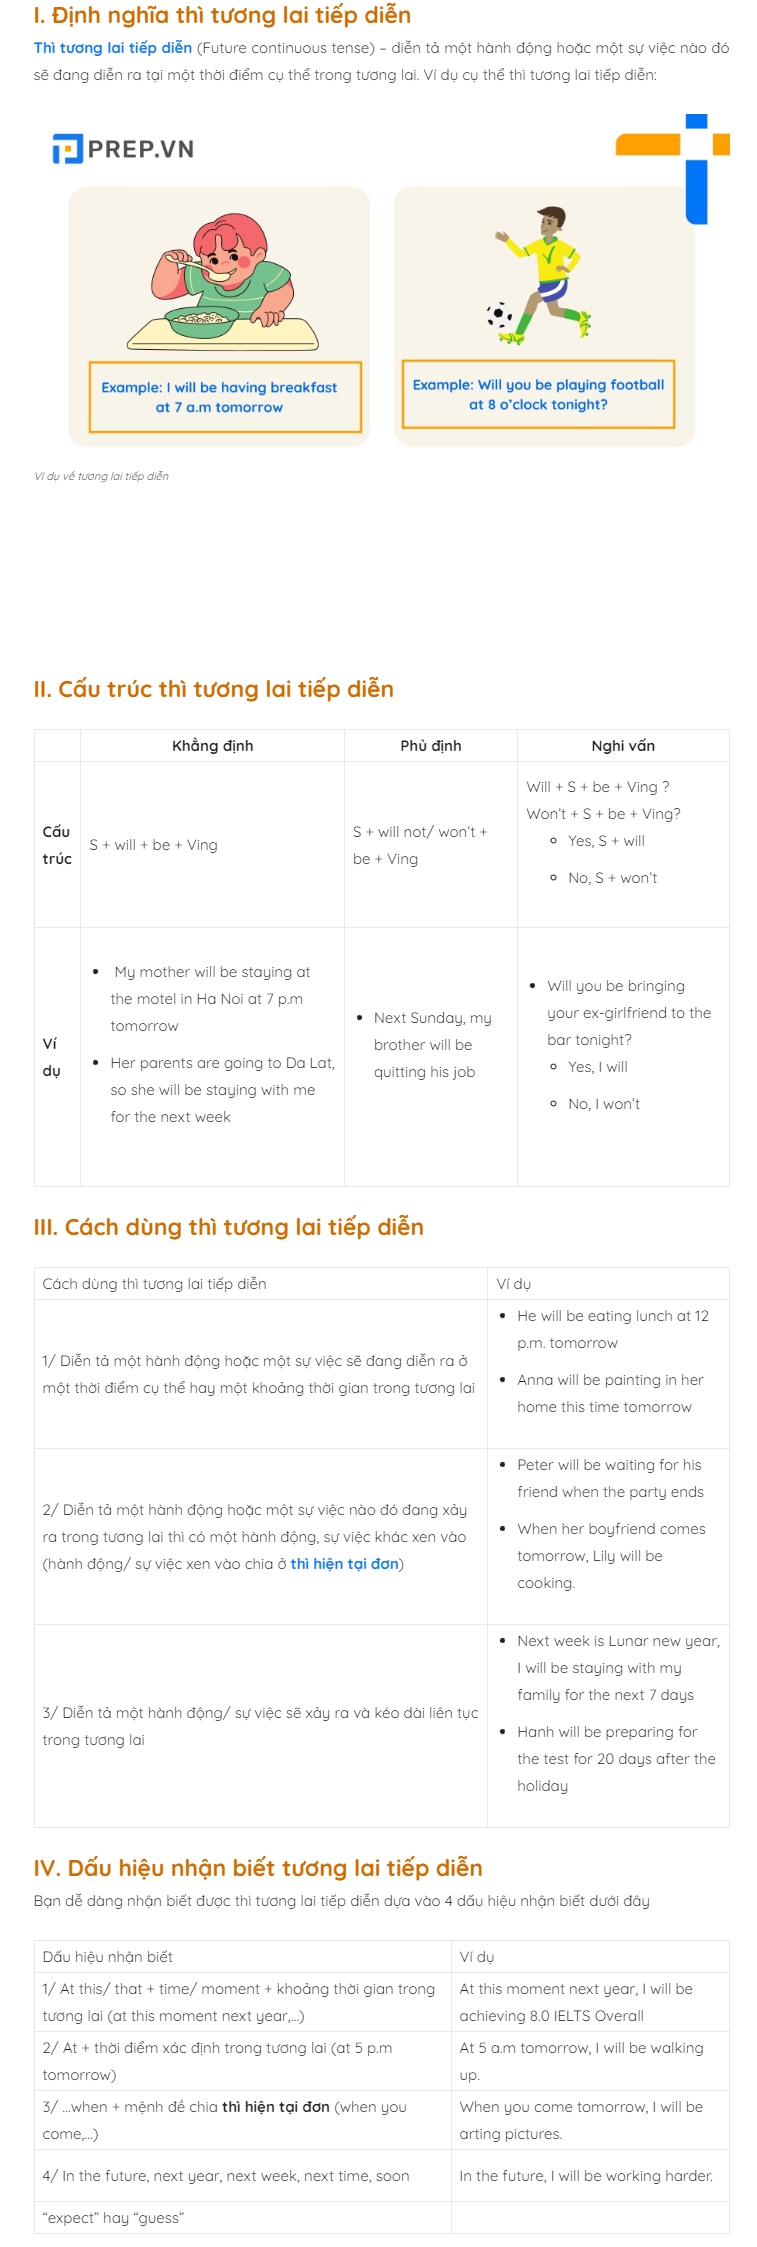 I. Định nghĩa thì tương lai tiếp diễn
Thì tương lai tiếp diễn (Future continuous tense) – diễn tả một hành động hoặc một sự việc nào đó
sẽ đang diễn ra tại một thời điểm cụ thể trong tương lai. Ví dụ cụ thể thì tương lai tiếp diễn:
PREP.VN
Example: I will be having breakfast
at 7 a.m tomorrow
Example: Will you be playing football
at 8 o'clock tonight?
Ví dụ về tương lai tiếp diễn
II. Cấu trúc thì tương lai tiếp diễn
Khẳng định
Phủ định
Nghi vấn
Cấu
trúc
S + will + be + Ving
S + will not/ won't +
be + Ving
Will + S + be + Ving ?
Won't + S + be + Ving?
Yes, S + will
No, S + won't
Ví
dụ
My mother will be staying at
the motel in Ha Noi at 7 p.m
tomorrow
Her parents are going to Da Lat,
so she will be staying with me
for the next week
Next Sunday, my
brother will be
quitting his job
Will you be bringing
your ex-girlfriend to the
bar tonight?
Yes, I will
No, I won't
III. Cách dùng thì tương lai tiếp diễn
Cách dùng thì tương lai tiếp diễn
Ví dụ
1/ Diễn tả một hành động hoặc một sự việc sẽ đang diễn ra ở
một thời điểm cụ thể hay một khoảng thời gian trong tương lai
He will be eating lunch at 12
p.m. tomorrow
Anna will be painting in her
home this time tomorrow
2/ Diễn tả một hành động hoặc một sự việc nào đó đang xảy
ra trong tương lai thì có một hành động, sự việc khác xen vào
(hành động/ sự việc xen vào chia ở thì hiện tại đơn)
Peter will be waiting for his
friend when the party ends
When her boyfriend comes
tomorrow, Lily will be
cooking.
3/ Diễn tả một hành động/ sự việc sẽ xảy ra và kéo dài liên tục
trong tương lai
Next week is Lunar new year,
I will be staying with my
family for the next 7 days
Hanh will be preparing for
the test for 20 days after the
holiday
IV. Dấu hiệu nhận biết tương lai tiếp diễn
Bạn dễ dàng nhận biết được thì tương lai tiếp diễn dựa vào 4 dấu hiệu nhận biết dưới đây
Dấu hiệu nhận biết
Ví dụ
1/ At this/ that + time/ moment + khoảng thời gian trong
tương lai (at this moment next year,...)
At this moment next year, I will be
achieving 8.0 IELTS Overall
2/ At + thời điểm xác định trong tương lai (at 5 p.m
tomorrow)
At 5 a.m tomorrow, I will be walking
up.
3/ ...when + mệnh đề chia thì hiện tại đơn (when you
come,...)
When you come tomorrow, I will be
arting pictures.
4/ In the future, next year, next week, next time, soon
In the future, I will be working harder.
“expect” hay “guess”